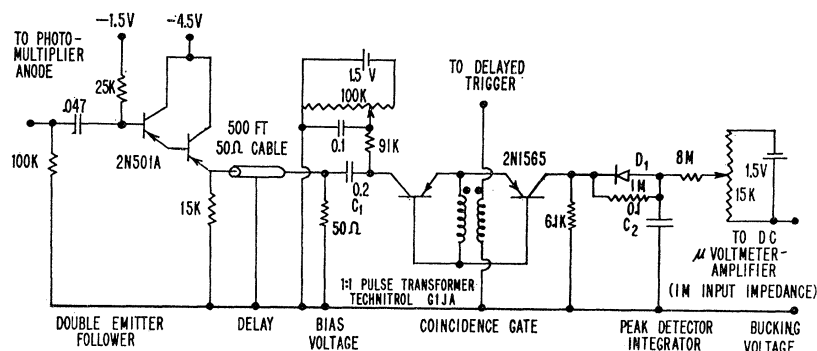 −1.5V
−4.5V
TO PHOTO-
MULTIPLIER
ANODE
25K
.047
100K
2N501A
15K
500 FT
50Ω CABLE
1.5 V
100K
0.1
91K
0.2
C1
50Ω
TO DELAYED
TRIGGER
2N1565
1:1 PULSE TRANSFORMER
TECHNITROL G1JA
6.1K
D1
1M
0.1
C2
8M
15K
1.5V
TO DC
μ VOLTMETER-
AMPLIFIER
(1M INPUT IMPEDANCE)
DOUBLE EMITTER
FOLLOWER
DELAY
BIAS
VOLTAGE
COINCIDENCE GATE
PEAK DETECTOR
INTEGRATOR
BUCKING
VOLTAGE